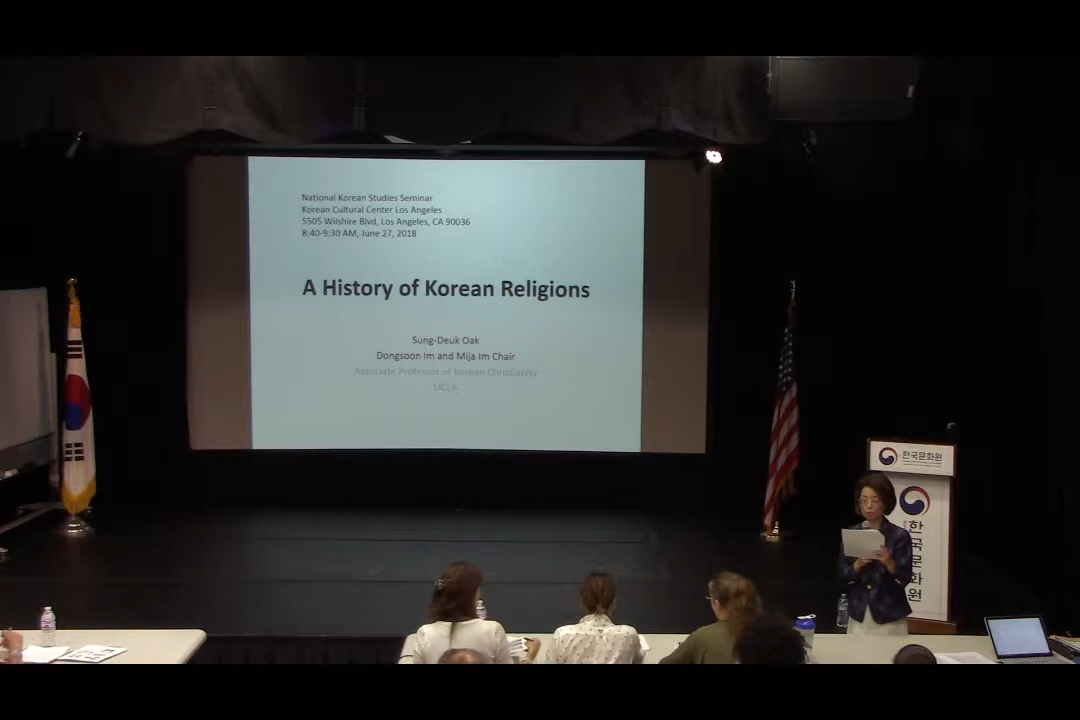 National Korean Studies Seminar
Korean Cultural Center Los Angeles
5505 Wilshire Blvd, Los Angeles, CA 90036
8:40-9:30 AM, June 27, 2018
A History of Korean Religions
Sung-Deuk Oak
Dongsoon Im and Mija Im Chair
Associate Professor of Korean Christianity
UCLA
한국문화원
한국문화원